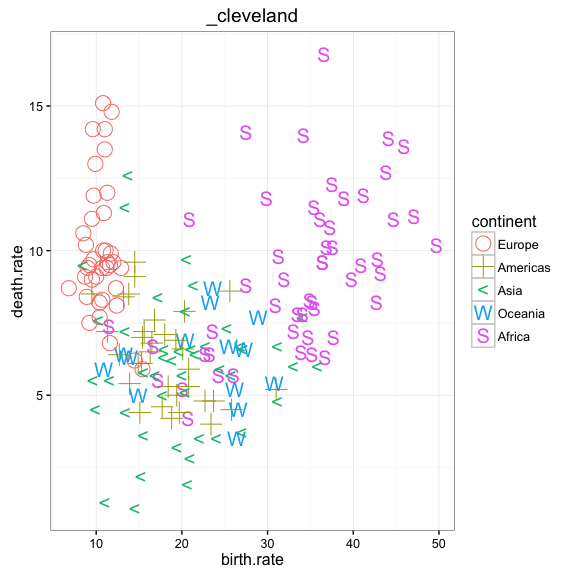 _cleveland
death.rate
15
10
5
10 20 30 40 50
birth.rate
continent
Europe
Americas
< Asia
W Oceania
S Africa